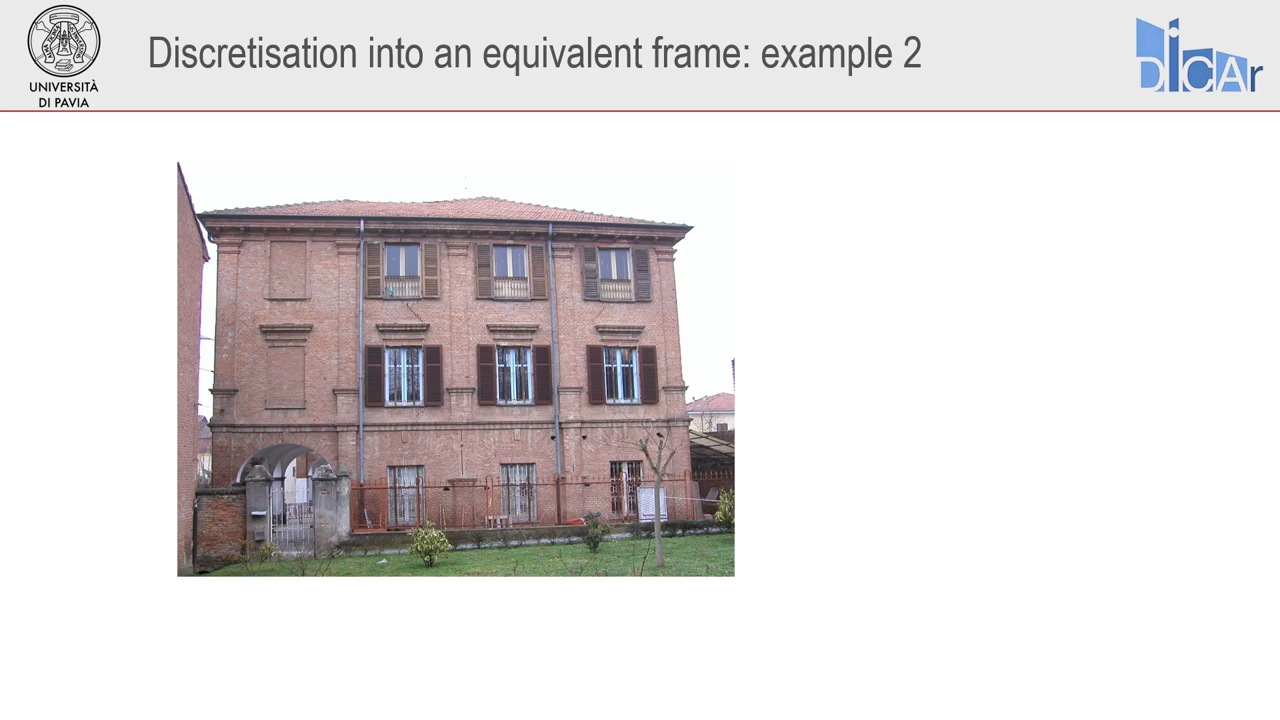 Discretisation into an equivalent frame: example 2
UNIVERSITÀ
DI PAVIA
DICAr